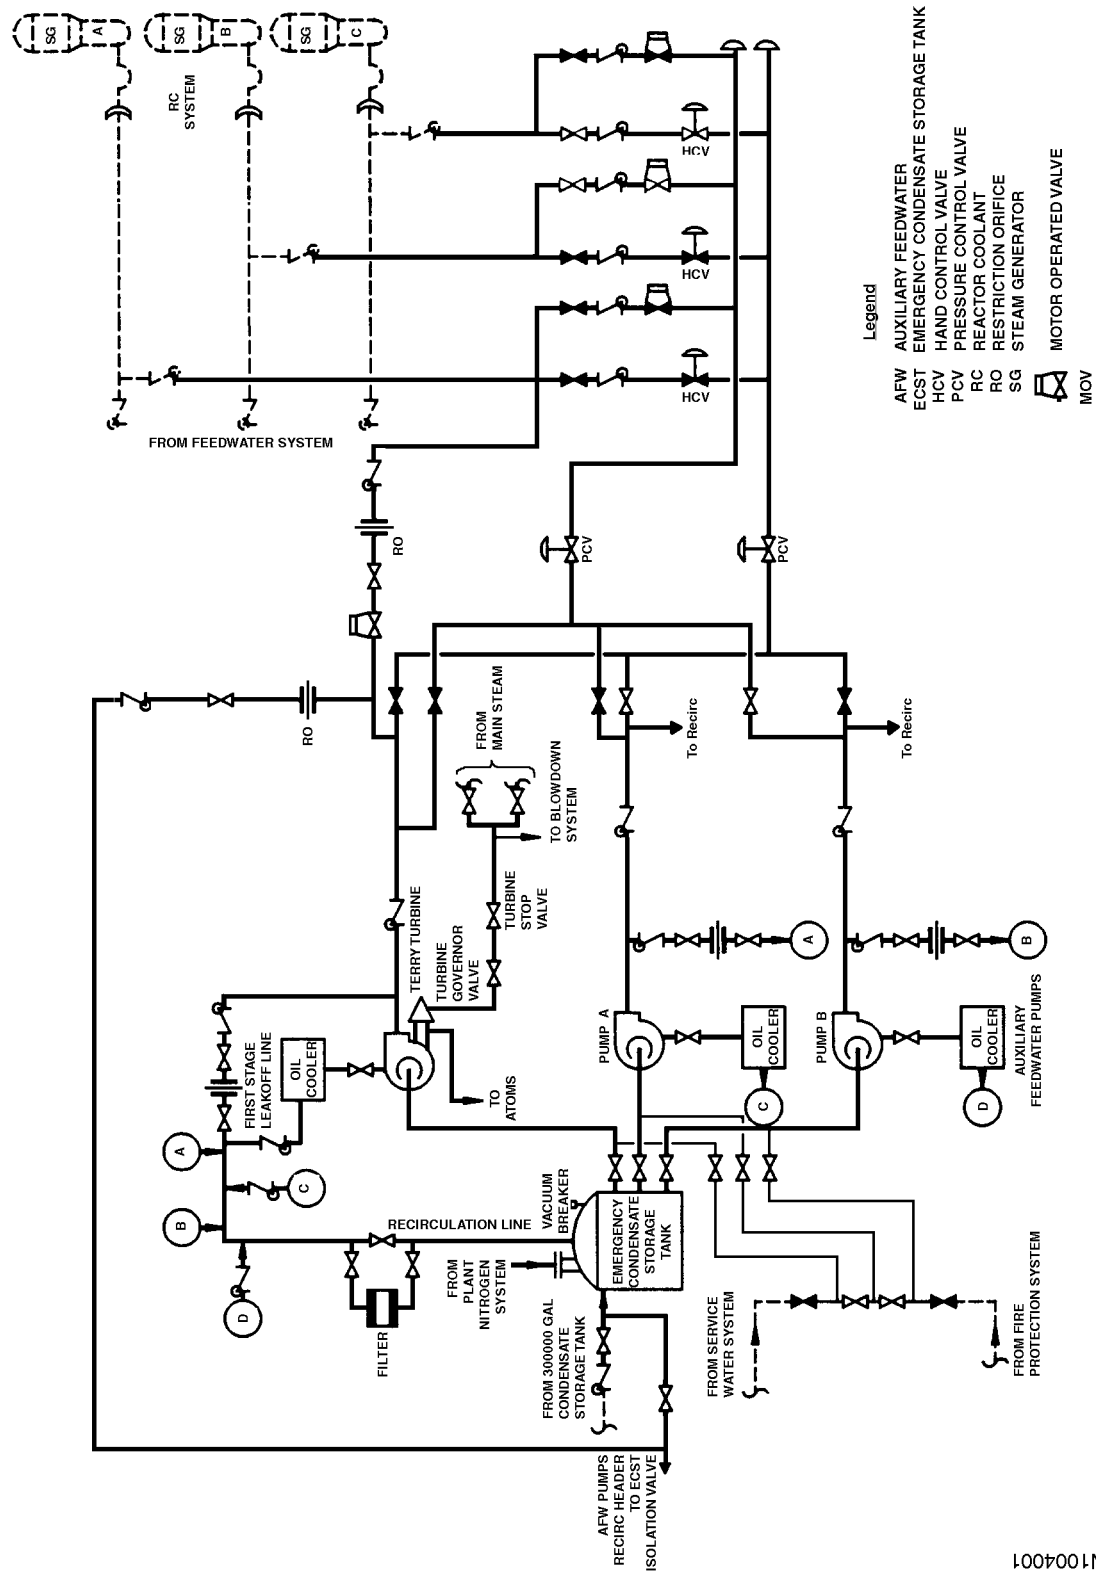 SG
A
SG
B
SG
C
RC
SYSTEM
HCV
HCV
HCV
FROM FEEDWATER SYSTEM
RO
PCV
PCV
RO
To Recirc
To Recirc
FROM
MAIN STEAM
TO BLOWDOWN
SYSTEM
TURBINE
STOP
VALVE
TURBINE
GOVERNOR
VALVE
TERRY TURBINE
FIRST STAGE
LEAKOFF LINE
OIL
COOLER
TO
ATOMS
PUMP A
OIL
COOLER
PUMP B
OIL
COOLER
AUXILIARY
FEEDWATER PUMPS
A
B
C
D
A
B
C
D
RECIRCULATION LINE
VACUUM
BREAKER
EMERGENCY
CONDENSATE
STORAGE
TANK
FROM
PLANT
NITROGEN
SYSTEM
FILTER
FROM 300000 GAL
CONDENSATE
STORAGE TANK
AFW PUMPS
RECIRC HEADER
TO ECST
ISOLATION VALVE
FROM SERVICE
WATER SYSTEM
FROM FIRE
PROTECTION SYSTEM
Legend
AFW AUXILIARY FEEDWATER
ECST EMERGENCY CONDENSATE STORAGE TANK
HCV HAND CONTROL VALVE
PCV PRESSURE CONTROL VALVE
RC REACTOR COOLANT
RO RESTRICTION ORIFICE
SG STEAM GENERATOR
MOV MOTOR OPERATED VALVE
N1004001